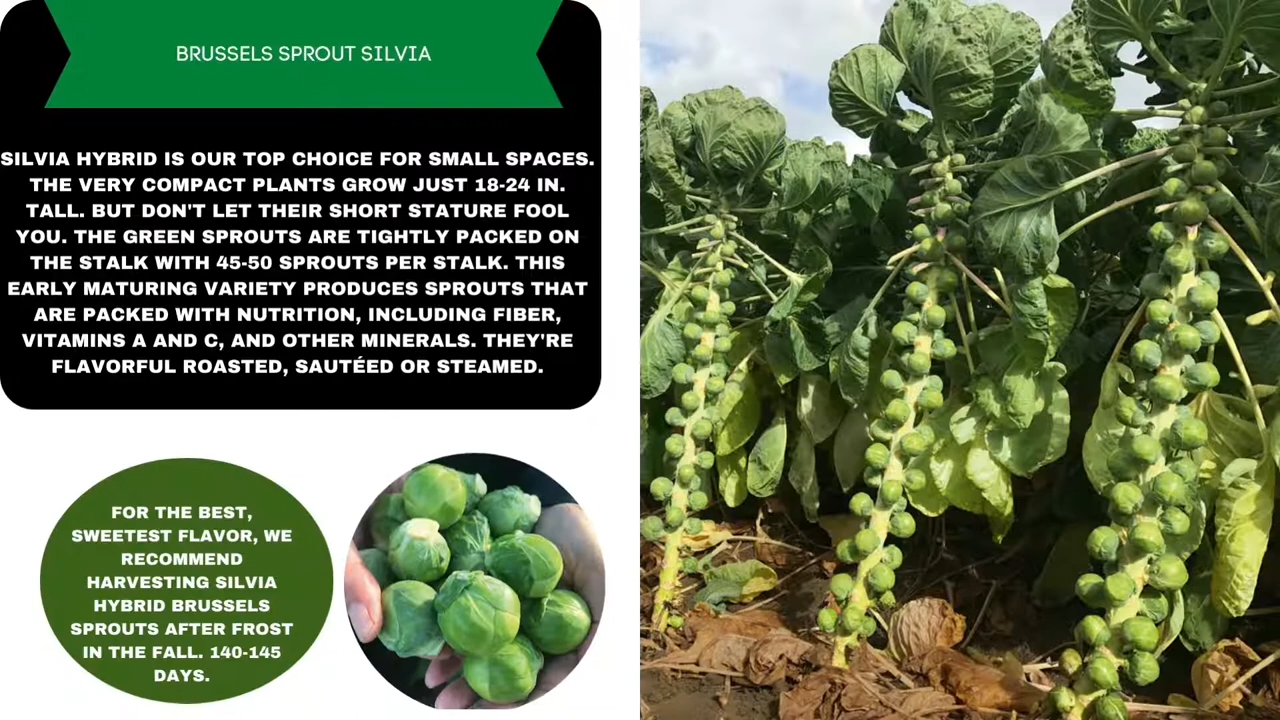 BRUSSELS SPROUT SILVIA
SILVIA HYBRID IS OUR TOP CHOICE FOR SMALL SPACES.
THE VERY COMPACT PLANTS GROW JUST 18-24 IN.
TALL. BUT DON'T LET THEIR SHORT STATURE FOOL
YOU. THE GREEN SPROUTS ARE TIGHTLY PACKED ON
THE STALK WITH 45-50 SPROUTS PER STALK. THIS
EARLY MATURING VARIETY PRODUCES SPROUTS THAT
ARE PACKED WITH NUTRITION, INCLUDING FIBER,
VITAMINS A AND C, AND OTHER MINERALS. THEY'RE
FLAVORFUL ROASTED, SAUTÉED OR STEAMED.
FOR THE BEST,
SWEETEST FLAVOR, WE
RECOMMEND
HARVESTING SILVIA
HYBRID BRUSSELS
SPROUTS AFTER FROST
IN THE FALL. 140-145
DAYS.